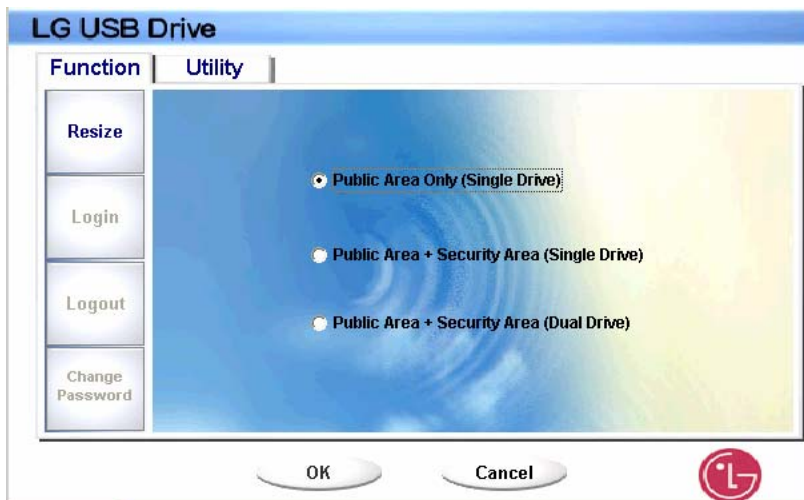 LG USB Drive
Function
Utility
Resize
Public Area Only (Single Drive)
Login
Public Area + Security Area (Single Drive)
Logout
Public Area + Security Area (Dual Drive)
Change
Password
OK
Cancel